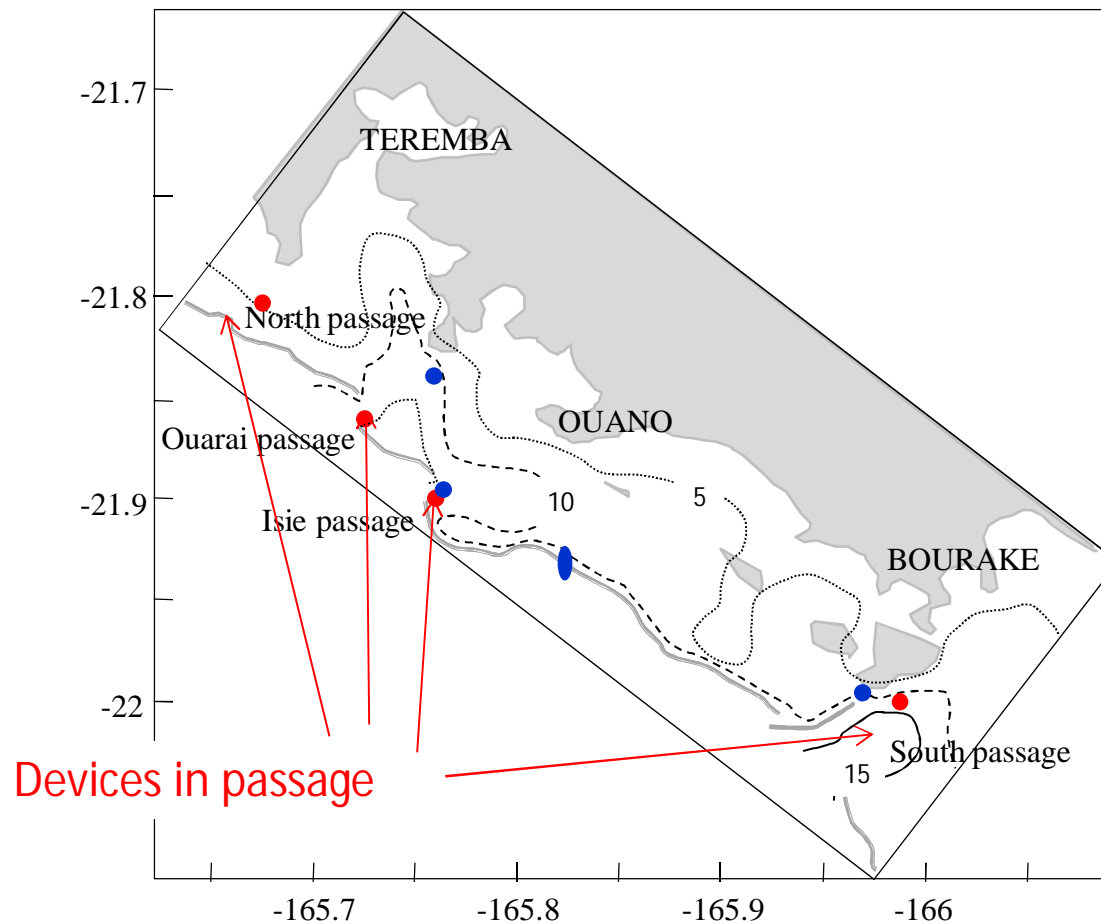 -21.7
TEREMBA
-21.8
North passage
OUANO
Ouarai passage
-21.9
10
5
Isie passage
BOURAKE
-22
South passage
Devices in passage
15
-165.7
-165.8
-165.9
-166